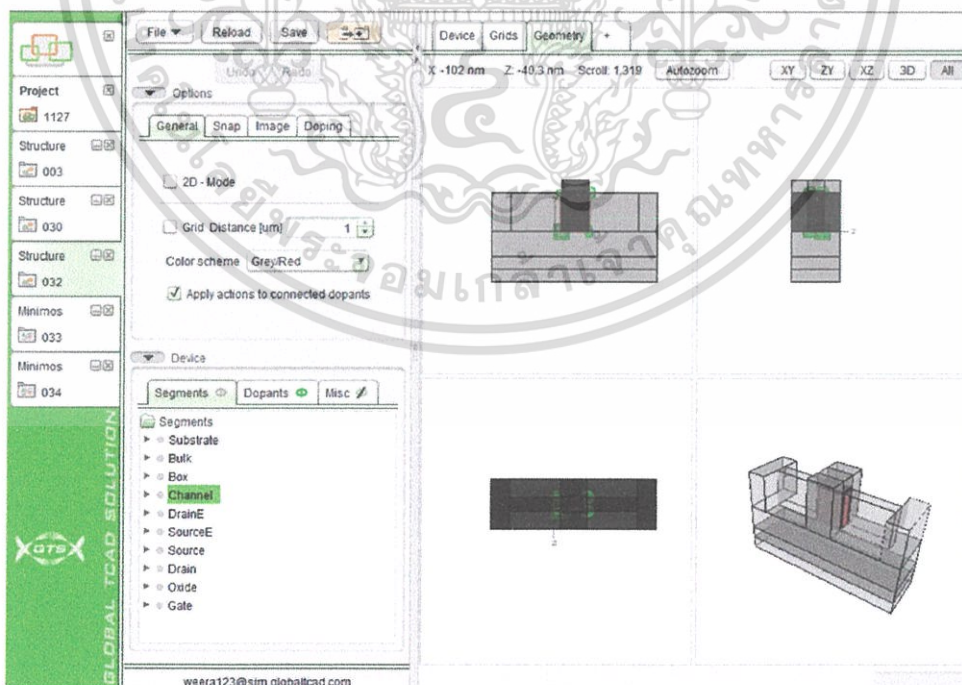 Project
1127
Structure
003
Structure
030
Structure
032
Minimos
033
Minimos
034
GTS
GLOBAL TCAD SOLUTION
File Reload Save
Undo Redo
Options
General Snap Image Doping
2D - Mode
Grid Distance [um] 1
Color scheme Grey/Red
Apply actions to connected dopants
Device
Segments Dopants Misc
Segments
Substrate
Bulk
Box
Channel
DrainE
SourceE
Source
Drain
Oxide
Gate
weera123@sim.globaltcad.com
Device Grids Geometry +
X -102 nm Z: -40.3 nm Scroll: 1.319 Autozoom XY ZY XZ 3D All
z
z